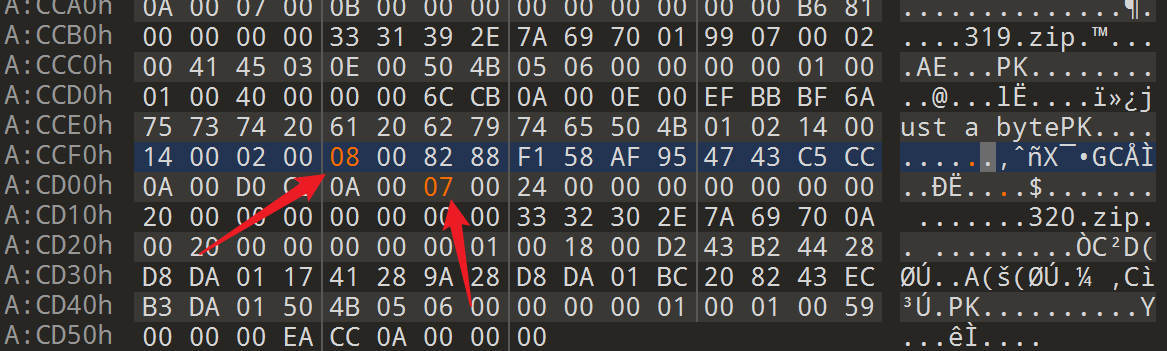 A:CCA0h 0A 00 07 00 0B 00 00 00 00 00 00 00 00 00 B6 81 ..............¶.
A:CCB0h 00 00 00 00 33 31 39 2E 7A 69 70 01 99 07 00 02 ....319.zip.™...
A:CCC0h 00 41 45 03 0E 00 50 4B 05 06 00 00 00 00 01 00 .AE...PK........
A:CCD0h 01 00 40 00 00 00 6C CB 0A 00 0E 00 EF BB BF 6A ..@...lË....ï»¿j
A:CCE0h 75 73 74 20 61 20 62 79 74 65 50 4B 01 02 14 00 ust a bytePK....
A:CCF0h 14 00 02 00 08 00 82 88 F1 58 AF 95 47 43 C5 CC ......‚ˆñX¯•GCÅÌ
A:CD00h 0A 00 D0 0A 00 07 00 24 00 00 00 00 00 00 00 ..ÐË....$.......
A:CD10h 20 00 00 00 00 00 00 00 33 32 30 2E 7A 69 70 0A  .......320.zip.
A:CD20h 00 20 00 00 00 00 00 01 00 18 00 D2 43 B2 44 28 . .........ÒC²D(
A:CD30h D8 DA 01 17 41 28 9A 28 D8 DA 01 BC 20 82 43 EC ØÚ..A(š(ØÚ.¼ ‚Cì
A:CD40h B3 DA 01 50 4B 05 06 00 00 00 00 01 00 01 00 59 ³Ú.PK..........Y
A:CD50h 00 00 00 EA CC 0A 00 00 00 ...êÌ....